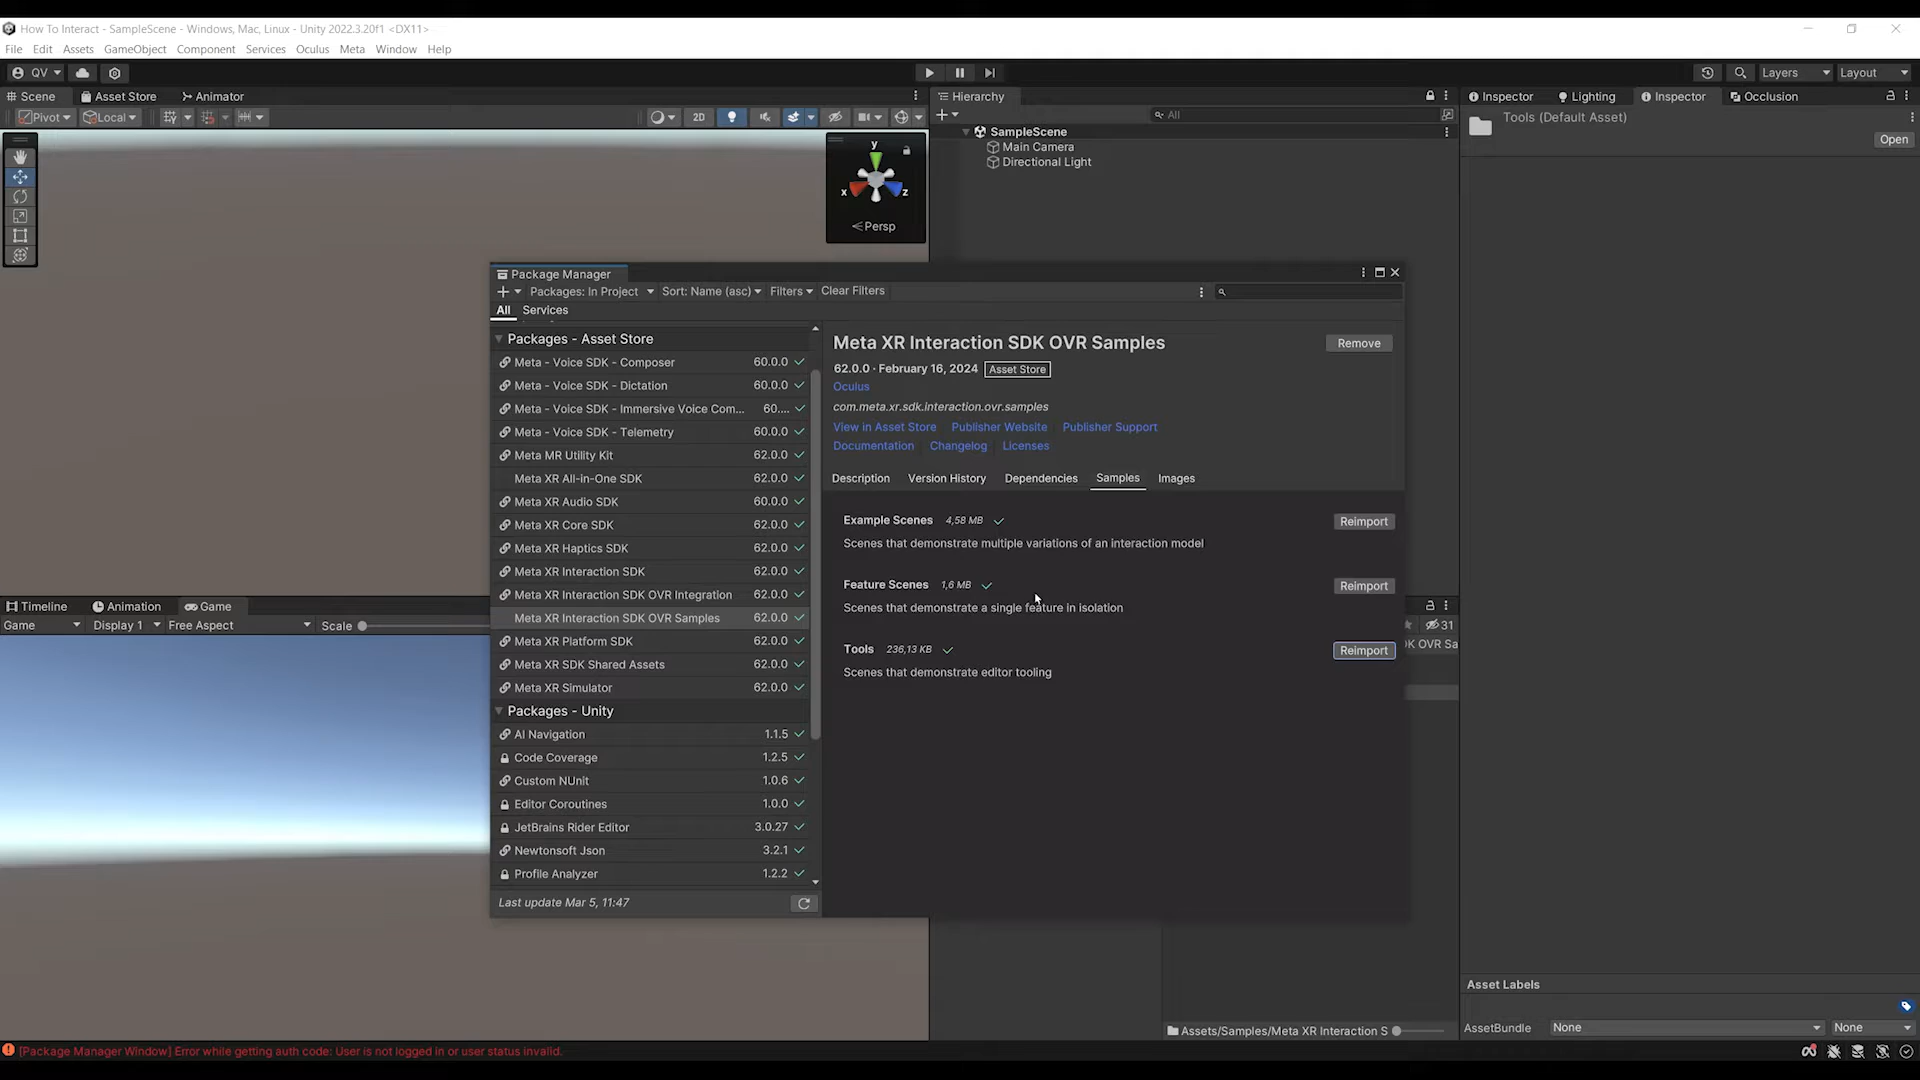 How To Interact - SampleScene - Windows, Mac, Linux - Unity 2022.3.20f1 <DX11>
File Edit Assets GameObject Component Services Oculus Meta Window Help
QV Layers Layout
Scene Asset Store Animator
Pivot Local 2D
y
x z
Persp
Hierarchy
All
SampleScene
Main Camera
Directional Light
Inspector Lighting Inspector Occlusion
Tools (Default Asset)
Open
Package Manager
Packages: In Project Sort: Name (asc) Filters Clear Filters
All Services
Packages - Asset Store
Meta - Voice SDK - Composer 60.0.0
Meta - Voice SDK - Dictation 60.0.0
Meta - Voice SDK - Immersive Voice Com... 60....
Meta - Voice SDK - Telemetry 60.0.0
Meta MR Utility Kit 62.0.0
Meta XR All-in-One SDK 62.0.0
Meta XR Audio SDK 60.0.0
Meta XR Core SDK 62.0.0
Meta XR Haptics SDK 62.0.0
Meta XR Interaction SDK 62.0.0
Meta XR Interaction SDK OVR Integration 62.0.0
Meta XR Interaction SDK OVR Samples 62.0.0
Meta XR Platform SDK 62.0.0
Meta XR SDK Shared Assets 62.0.0
Meta XR Simulator 62.0.0
Packages - Unity
AI Navigation 1.1.5
Code Coverage 1.2.5
Custom NUnit 1.0.6
Editor Coroutines 1.0.0
JetBrains Rider Editor 3.0.27
Newtonsoft Json 3.2.1
Profile Analyzer 1.2.2
Last update Mar 5, 11:47
Meta XR Interaction SDK OVR Samples
Remove
62.0.0 · February 16, 2024 Asset Store
Oculus
com.meta.xr.sdk.interaction.ovr.samples
View in Asset Store Publisher Website Publisher Support
Documentation Changelog Licenses
Description Version History Dependencies Samples Images
Example Scenes 4,58 MB Reimport
Scenes that demonstrate multiple variations of an interaction model
Feature Scenes 1,6 MB Reimport
Scenes that demonstrate a single feature in isolation
Tools 236,13 KB Reimport
Scenes that demonstrate editor tooling
Timeline Animation Game
Game Display 1 Free Aspect Scale
31
DK OVR Sa
Assets/Samples/Meta XR Interaction S
Asset Labels
AssetBundle None None
[Package Manager Window] Error while getting auth code: User is not logged in or user status invalid.